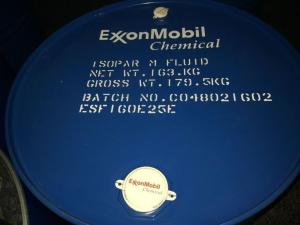 ExxonMobil
Chemical
ISOPAR M FLUID
NET WT.163.KG
GROSS WT.179.5KG
BATCH NO.C048021602
ESF160E25E
ExxonMobil
Chemical